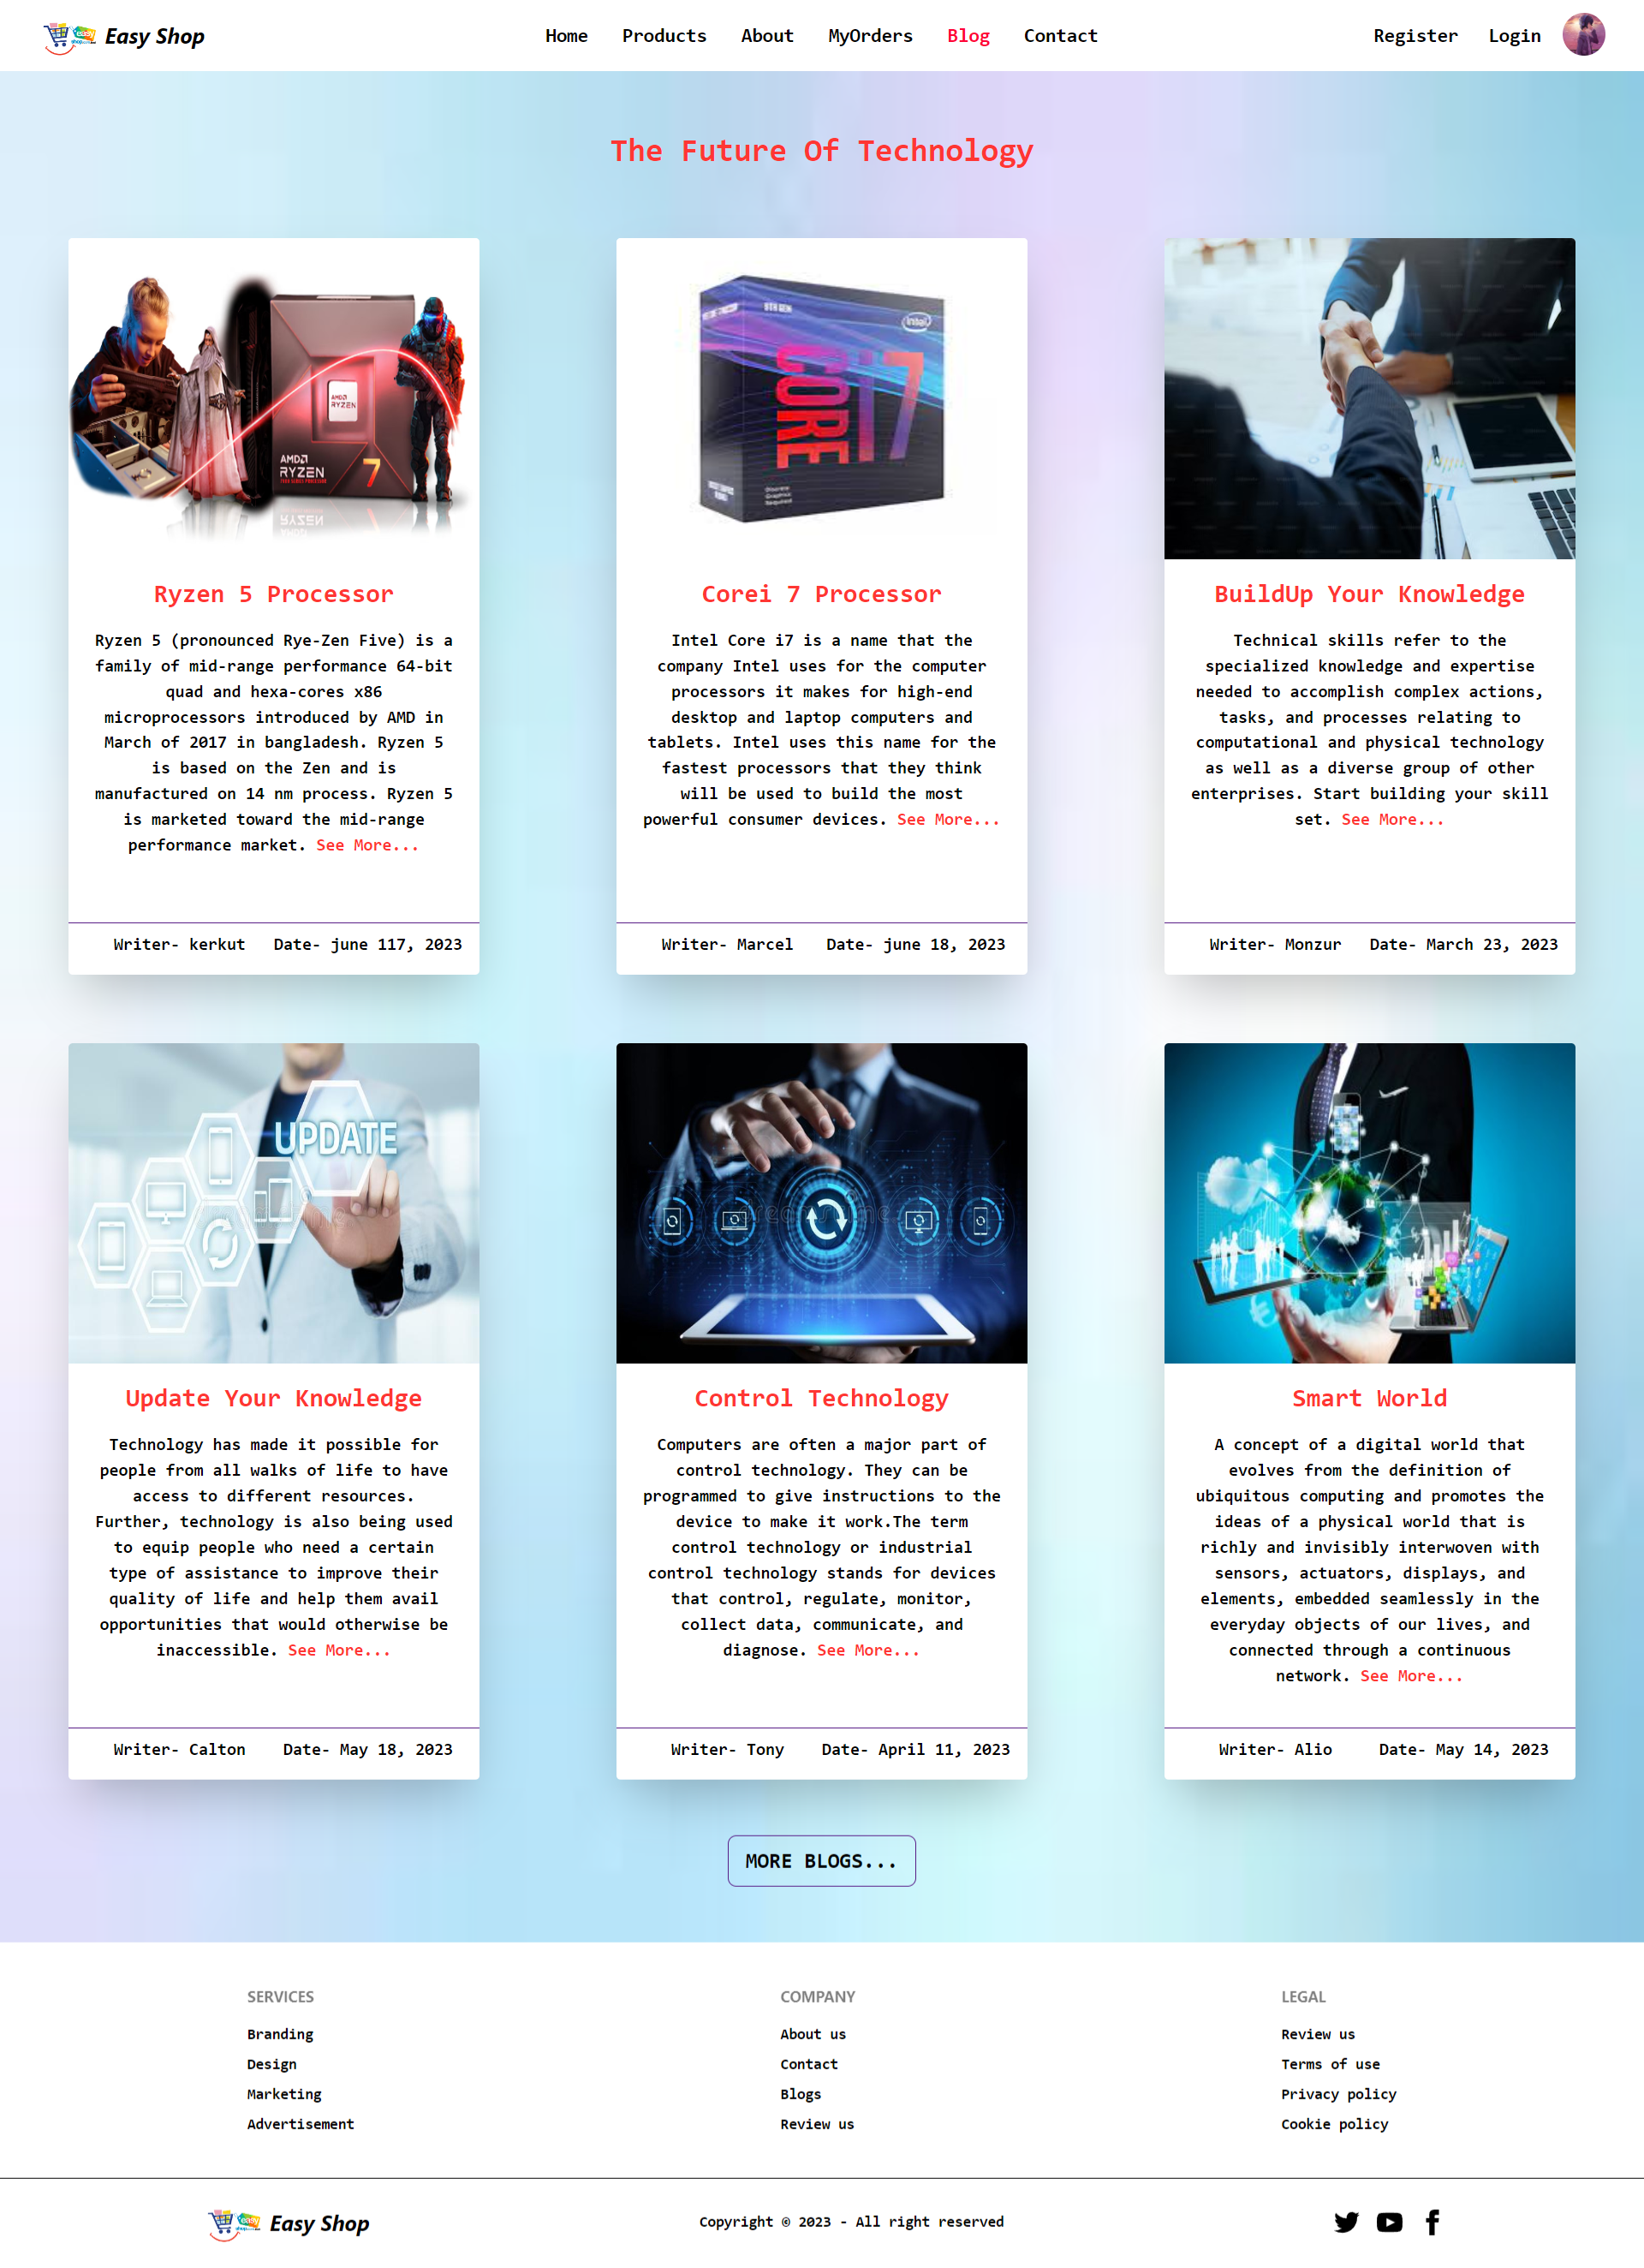 Easy Shop
Home Products About MyOrders Blog Contact
Register Login
The Future Of Technology
AMD
RYZEN
AMD
RYZEN
7
intel
CORE i7
Ryzen 5 Processor
Ryzen 5 (pronounced Rye-Zen Five) is a
family of mid-range performance 64-bit
quad and hexa-cores x86
microprocessors introduced by AMD in
March of 2017 in bangladesh. Ryzen 5
is based on the Zen and is
manufactured on 14 nm process. Ryzen 5
is marketed toward the mid-range
performance market. See More...
Writer- kerkut Date- june 117, 2023
Corei 7 Processor
Intel Core i7 is a name that the
company Intel uses for the computer
processors it makes for high-end
desktop and laptop computers and
tablets. Intel uses this name for the
fastest processors that they think
will be used to build the most
powerful consumer devices. See More...
Writer- Marcel Date- june 18, 2023
BuildUp Your Knowledge
Technical skills refer to the
specialized knowledge and expertise
needed to accomplish complex actions,
tasks, and processes relating to
computational and physical technology
as well as a diverse group of other
enterprises. Start building your skill
set. See More...
Writer- Monzur Date- March 23, 2023
UPDATE
Update Your Knowledge
Technology has made it possible for
people from all walks of life to have
access to different resources.
Further, technology is also being used
to equip people who need a certain
type of assistance to improve their
quality of life and help them avail
opportunities that would otherwise be
inaccessible. See More...
Writer- Calton Date- May 18, 2023
Control Technology
Computers are often a major part of
control technology. They can be
programmed to give instructions to the
device to make it work.The term
control technology or industrial
control technology stands for devices
that control, regulate, monitor,
collect data, communicate, and
diagnose. See More...
Writer- Tony Date- April 11, 2023
Smart World
A concept of a digital world that
evolves from the definition of
ubiquitous computing and promotes the
ideas of a physical world that is
richly and invisibly interwoven with
sensors, actuators, displays, and
elements, embedded seamlessly in the
everyday objects of our lives, and
connected through a continuous
network. See More...
Writer- Alio Date- May 14, 2023
MORE BLOGS...
SERVICES
Branding
Design
Marketing
Advertisement
COMPANY
About us
Contact
Blogs
Review us
LEGAL
Review us
Terms of use
Privacy policy
Cookie policy
Easy Shop
Copyright © 2023 - All right reserved